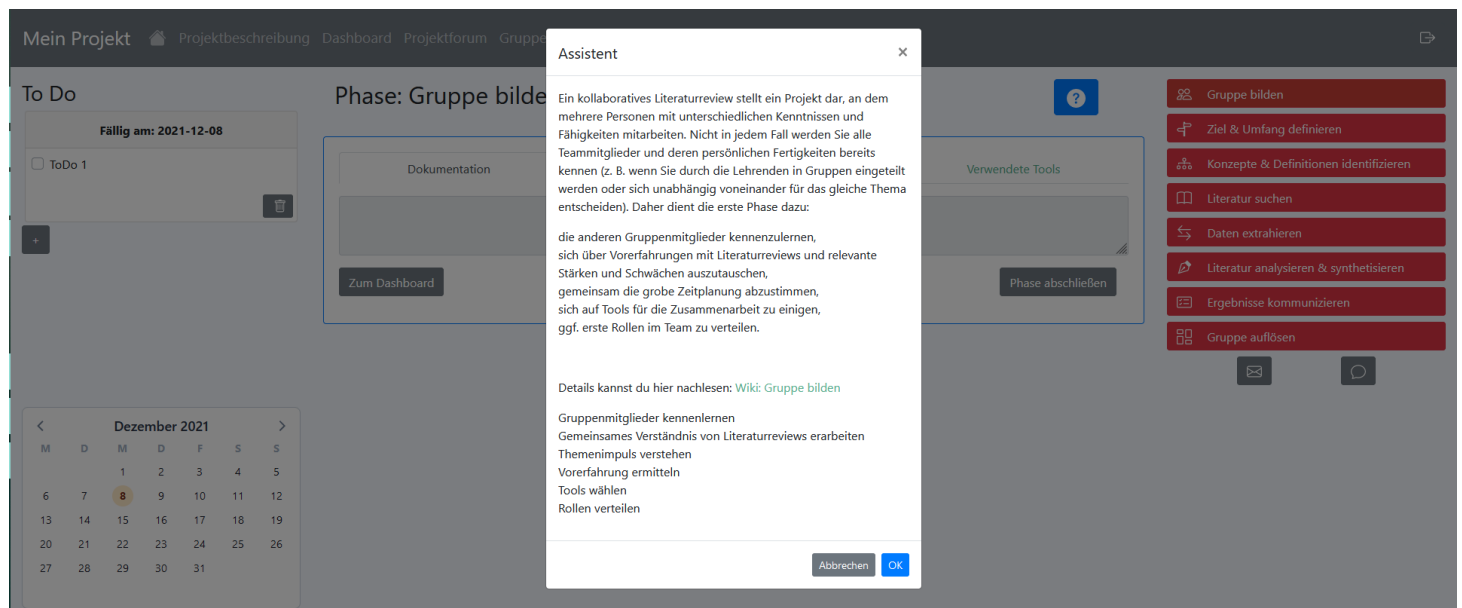 Mein Projekt Projektbeschreibung Dashboard Projektforum Gruppe
To Do
Fällig am: 2021-12-08
ToDo 1
+
Dezember 2021
M D M D F S S
1 2 3 4 5
6 7 8 9 10 11 12
13 14 15 16 17 18 19
20 21 22 23 24 25 26
27 28 29 30 31
Phase: Gruppe bilde
?
Dokumentation
Verwendete Tools
Zum Dashboard
Phase abschließen
Assistent
×
Ein kollaboratives Literaturreview stellt ein Projekt dar, an dem
mehrere Personen mit unterschiedlichen Kenntnissen und
Fähigkeiten mitarbeiten. Nicht in jedem Fall werden Sie alle
Teammitglieder und deren persönlichen Fertigkeiten bereits
kennen (z. B. wenn Sie durch die Lehrenden in Gruppen eingeteilt
werden oder sich unabhängig voneinander für das gleiche Thema
entscheiden). Daher dient die erste Phase dazu:
die anderen Gruppenmitglieder kennenzulernen,
sich über Vorerfahrungen mit Literaturreviews und relevante
Stärken und Schwächen auszutauschen,
gemeinsam die grobe Zeitplanung abzustimmen,
sich auf Tools für die Zusammenarbeit zu einigen,
ggf. erste Rollen im Team zu verteilen.
Details kannst du hier nachlesen: Wiki: Gruppe bilden
Gruppenmitglieder kennenlernen
Gemeinsames Verständnis von Literaturreviews erarbeiten
Themenimpuls verstehen
Vorerfahrung ermitteln
Tools wählen
Rollen verteilen
Abbrechen
OK
Gruppe bilden
Ziel & Umfang definieren
Konzepte & Definitionen identifizieren
Literatur suchen
Daten extrahieren
Literatur analysieren & synthetisieren
Ergebnisse kommunizieren
Gruppe auflösen